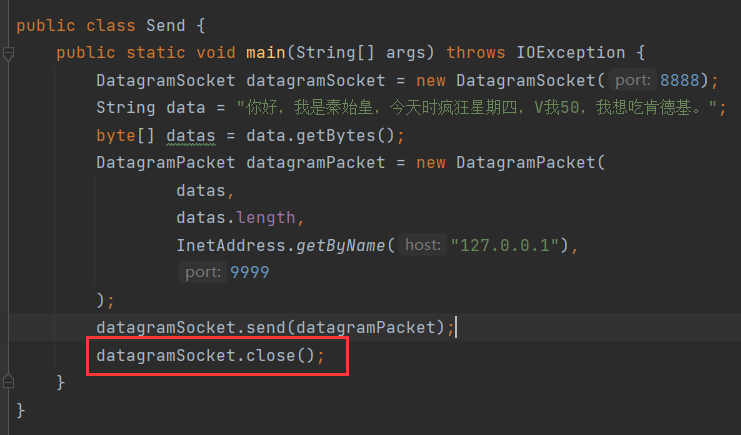 public class Send {
public static void main(String[] args) throws IOException {
DatagramSocket datagramSocket = new DatagramSocket( port: 8888);
String data = "你好，我是秦始皇，今天时疯狂星期四，V我50，我想吃肯德基。";
byte[] datas = data.getBytes();
DatagramPacket datagramPacket = new DatagramPacket(
datas,
datas.length,
InetAddress.getByName( host: "127.0.0.1"),
port: 9999
);
datagramSocket.send(datagramPacket);
datagramSocket.close();
}
}